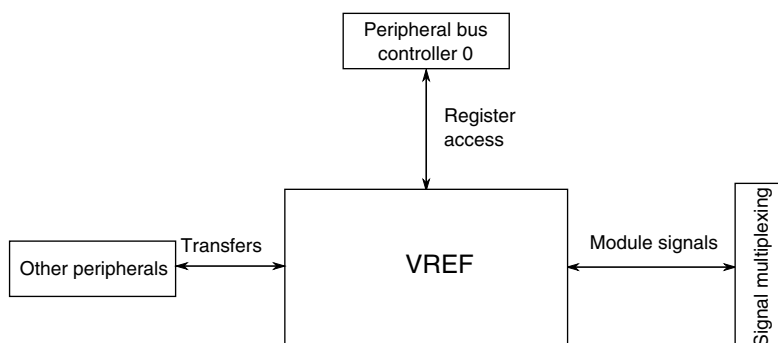 Peripheral bus
controller 0
Register
access
Transfers
Other peripherals
VREF
Module signals
Signal multiplexing